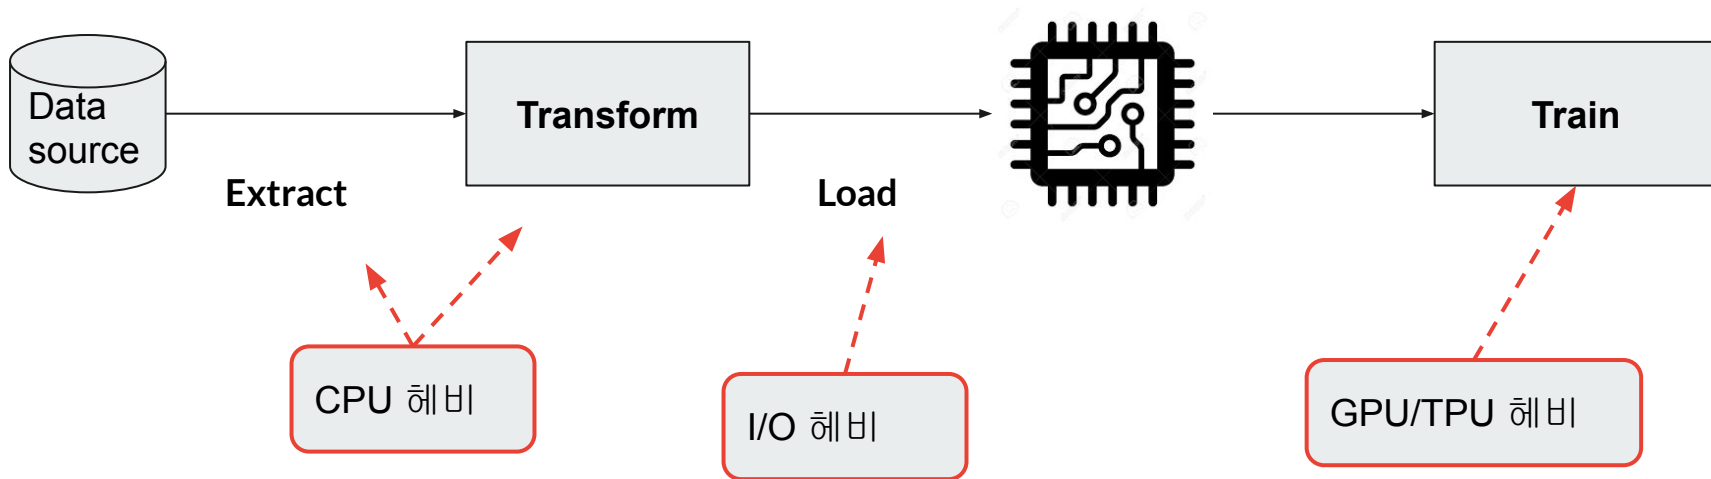 Data
source
Extract
Transform
Load
Train
CPU 헤비
I/O 헤비
GPU/TPU 헤비